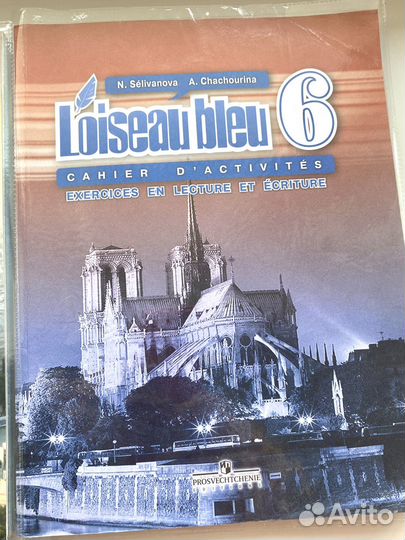 N. Sélivanova A. Chachourina
L'oiseau bleu 6
CAHIER D'ACTIVITÉS
EXERCICES EN LECTURE ET ÉCRITURE
PROSVECHTCHENIE
Avito